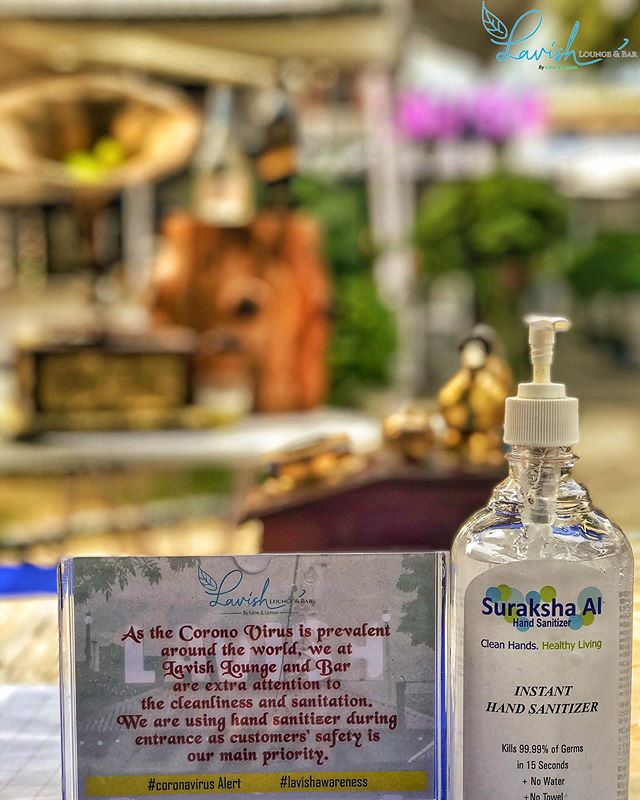 Lavish LOUNGE & BAR
By Lime & Lemon
Lavish LOUNGE & BAR
By Lime & Lemon
As the Corono Virus is prevalent
around the world, we at
Lavish Lounge and Bar
are extra attention to
the cleanliness and sanitation.
We are using hand sanitizer during
entrance as customers' safety is
our main priority.
#coronavirus Alert #lavishawareness
Suraksha Al
Hand Sanitizer
Clean Hands. Healthy Living
INSTANT
HAND SANITIZER
Kills 99.99% of Germs
in 15 Seconds
+ No Water
+ No Towel